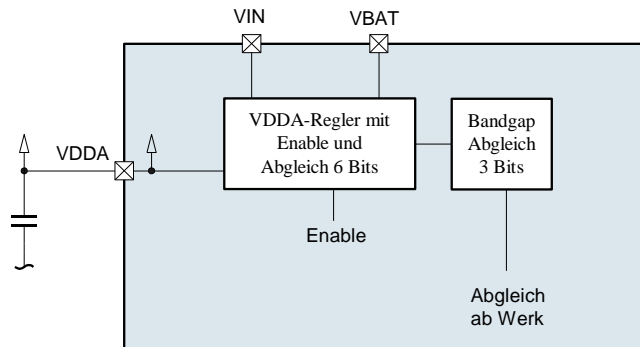 VIN
VBAT
VDDA
VDDA-Regler mit
Enable und
Abgleich 6 Bits
Bandgap
Abgleich
3 Bits
Enable
Abgleich
ab Werk